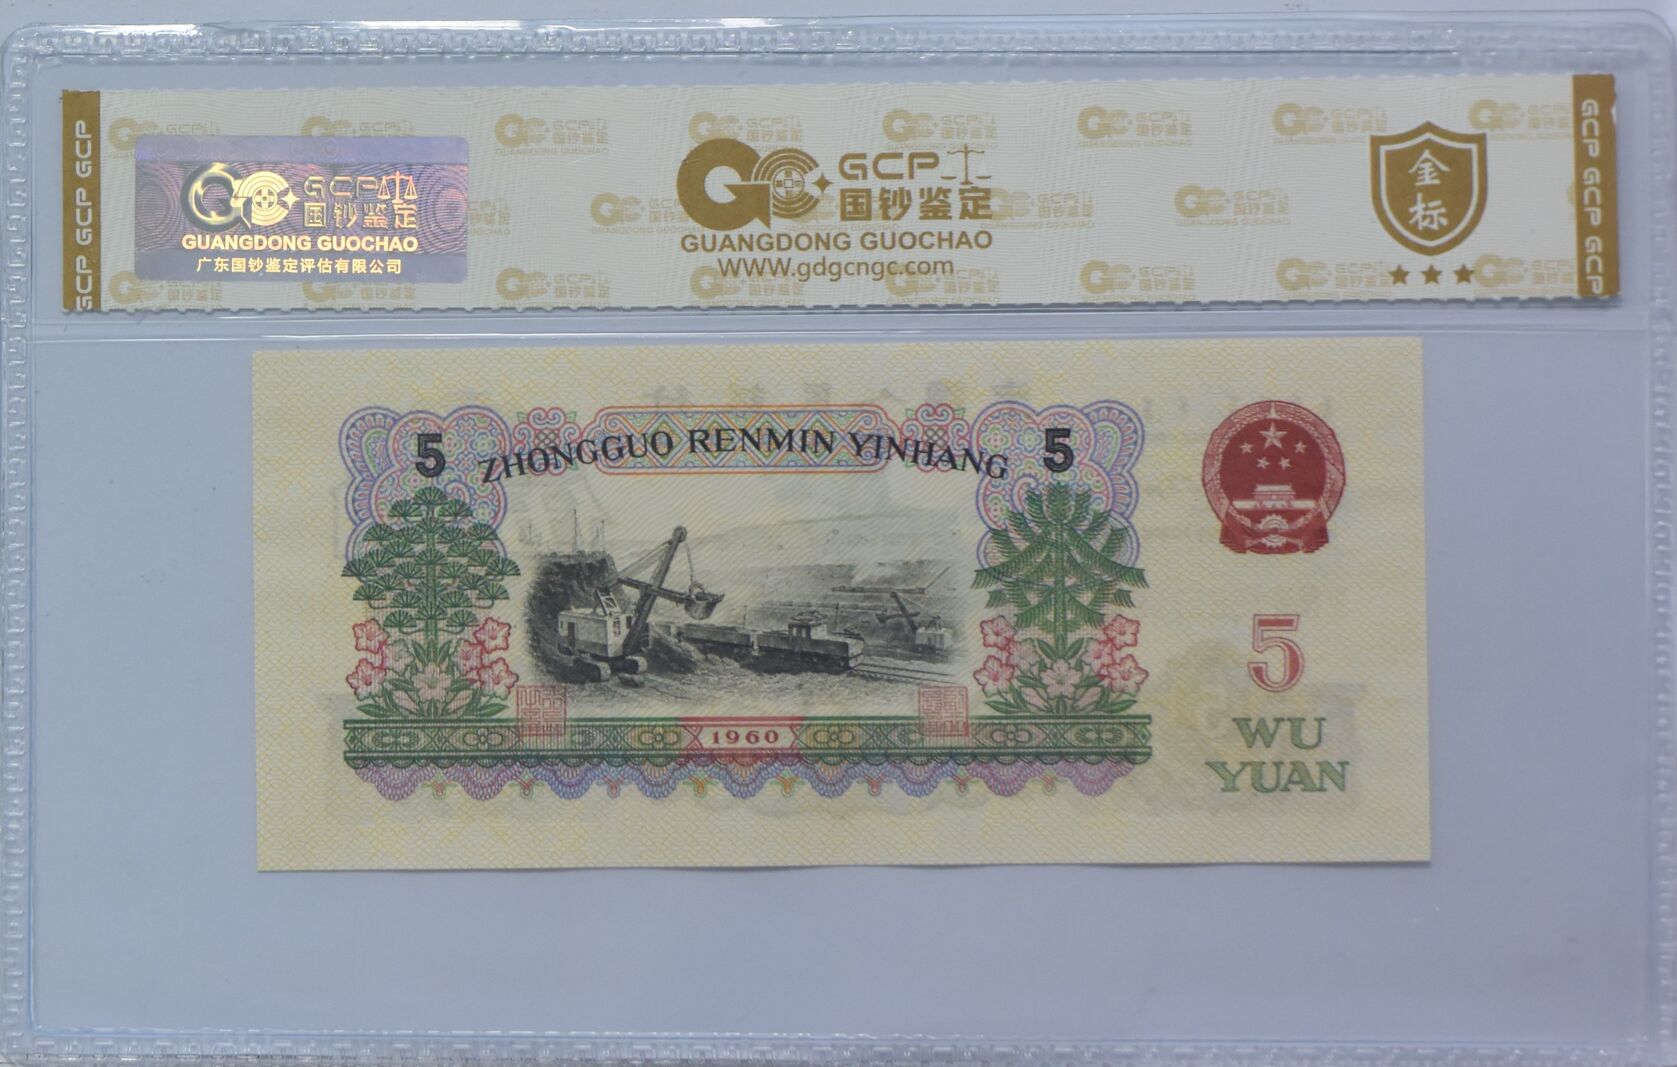 GCP GCP GCP
GCP
国钞鉴定
GUANGDONG GUOCHAO
广东国钞鉴定评估有限公司
GCP
国钞鉴定
GUANGDONG GUOCHAO
WWW.gdgcngc.com
金
标
GCP GCP GCP
5 ZHONGGUO RENMIN YINHANG 5
1960
5
WU
YUAN